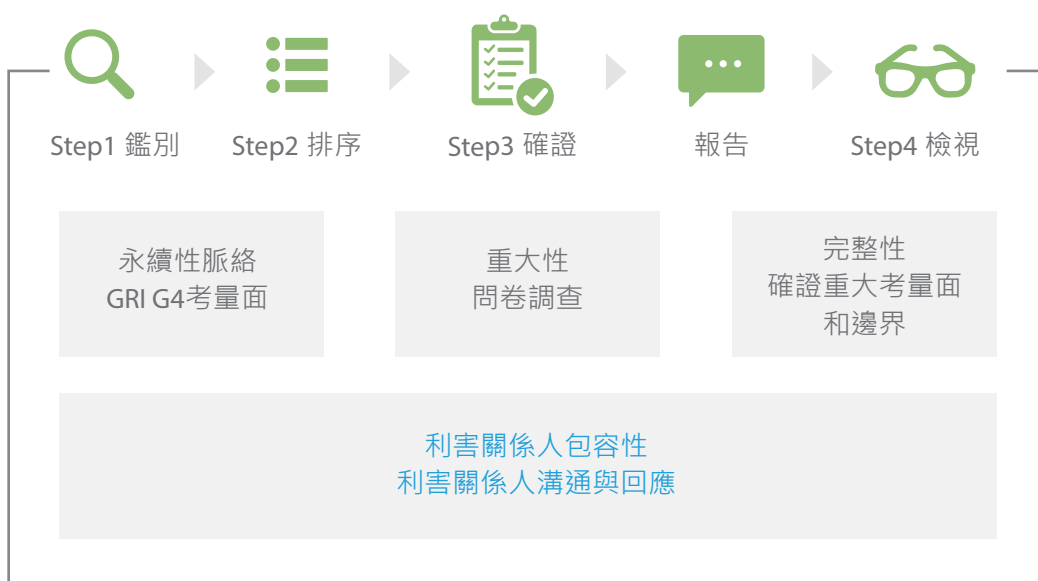 Step1 鑑別
Step2 排序
Step3 確證
報告
Step4 檢視
永續性脈絡
GRI G4考量面
重大性
問卷調查
完整性
確證重大考量面
和邊界
利害關係人包容性
利害關係人溝通與回應